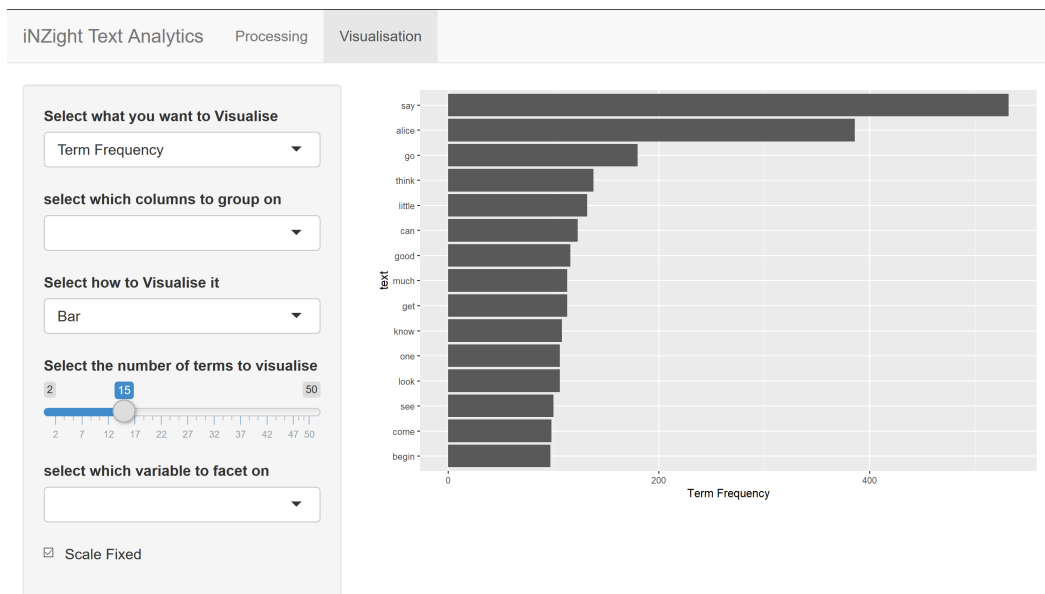 iNZight Text Analytics Processing Visualisation
Select what you want to Visualise
Term Frequency
select which columns to group on
Select how to Visualise it
Bar
Select the number of terms to visualise
2 15 50
2 7 12 17 22 27 32 37 42 47 50
select which variable to facet on
Scale Fixed
text
say
alice
go
think
little
can
good
much
get
know
one
look
see
come
begin
0 200 400
Term Frequency